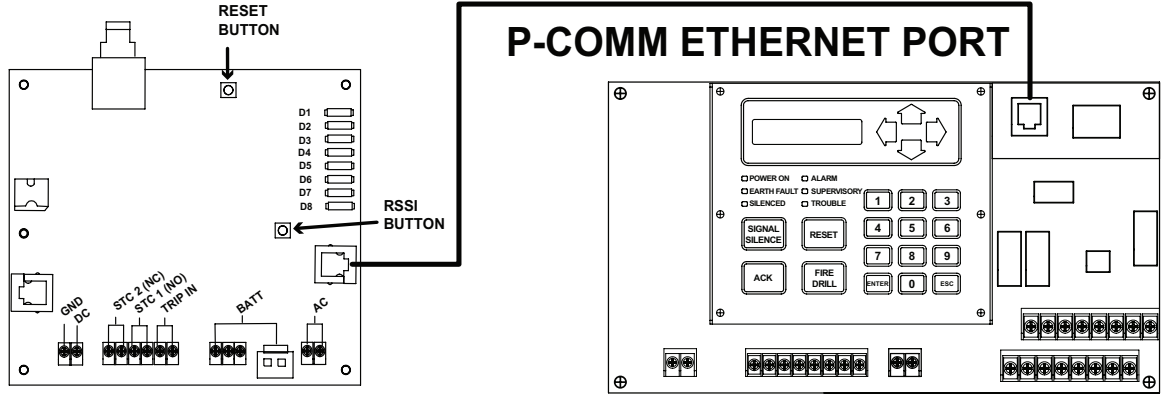 RESET
BUTTON
P-COMM ETHERNET PORT
D1
D2
D3
D4
D5
D6
D7
D8
RSSI
BUTTON
GND
DC
STC 2 (NC)
STC 1 (NO)
TRIP IN
BATT
AC
POWER ON ALARM
EARTH FAULT SUPERVISORY
SILENCED TROUBLE
1 2 3
SIGNAL
SILENCE
RESET
4 5 6
7 8 9
ACK
FIRE
DRILL
ENTER 0 ESC